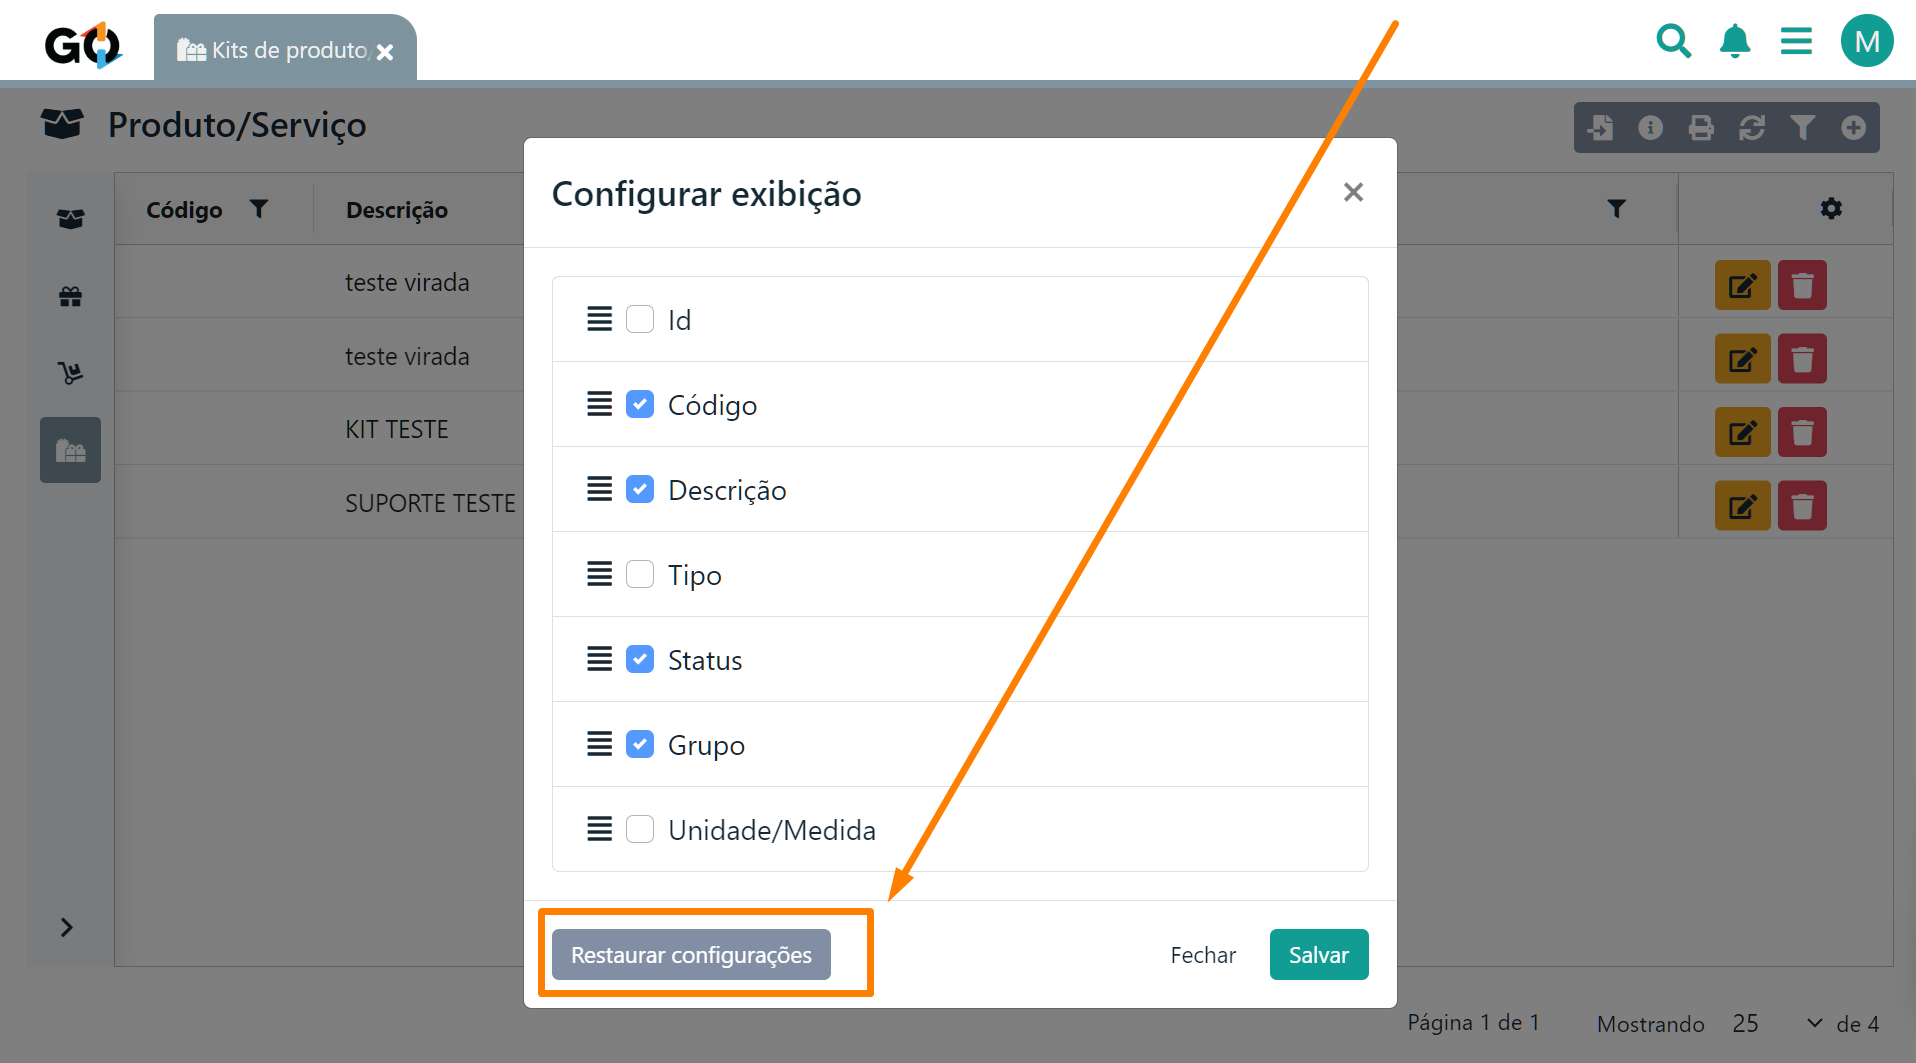 GO
Kits de produto/
M
Produto/Serviço
Código
Descrição
teste virada
teste virada
KIT TESTE
SUPORTE TESTE
Configurar exibição
Id
Código
Descrição
Tipo
Status
Grupo
Unidade/Medida
Restaurar configurações
Fechar
Salvar
Página 1 de 1
Mostrando 25 de 4